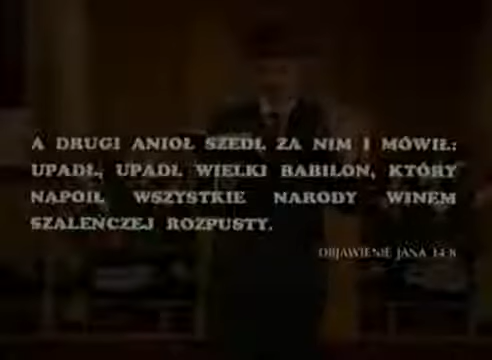 A DRUGI ANIOŁ SZEDŁ ZA NIM I MÓWIŁ:
UPADŁ, UPADŁ WIELKI BABILON, KTÓRY
NAPOIŁ WSZYSTKIE NARODY WINEM
SZALEŃCZEJ ROZPUSTY.
OBJAWIENIE JANA 14:8